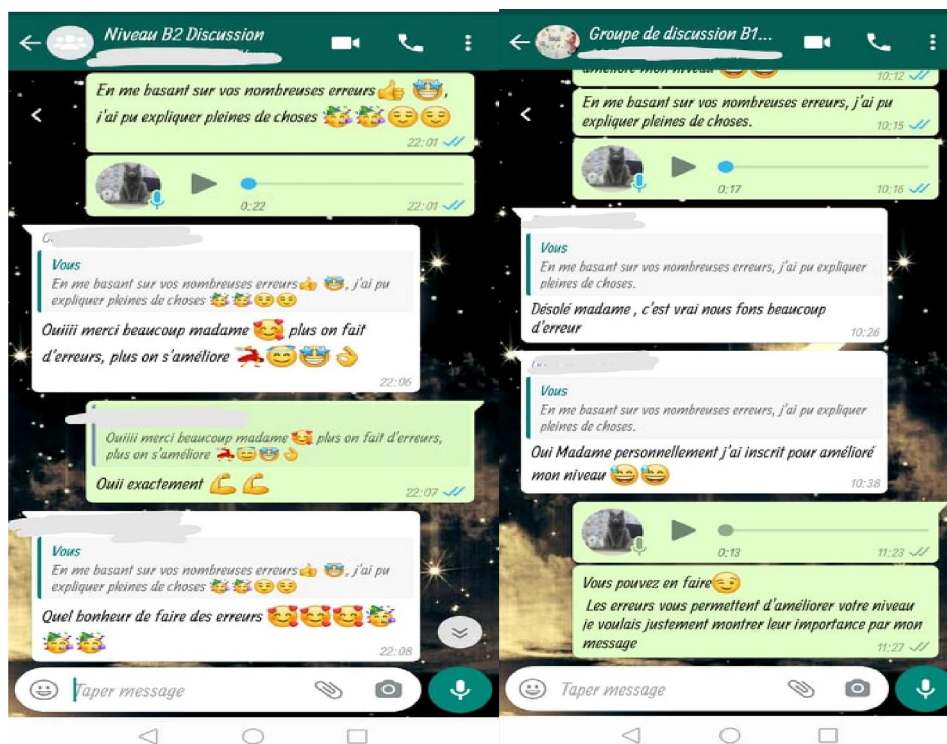 Niveau B2 Discussion
En me basant sur vos nombreuses erreurs👍 🤩,
j'ai pu expliquer pleines de choses 🥳🥳😌😌
22:01
0:22
22:01
Vous
En me basant sur vos nombreuses erreurs👍 🤩, j'ai pu
expliquer pleines de choses 🥳🥳😌😌
Ouiiii merci beaucoup madame 🥰 plus on fait
d'erreurs, plus on s'améliore 💃😇🤩👌
22:06
Ouiiii merci beaucoup madame 🥰 plus on fait d'erreurs,
plus on s'améliore 💃😇🤩👌
Ouii exactement 💪💪
22:07
Vous
En me basant sur vos nombreuses erreurs👍 🤩, j'ai pu
expliquer pleines de choses 🥳🥳😌😌
Quel bonheur de faire des erreurs 🥰🥰🥰🥳
🥳🥳
22:08
Taper message
Groupe de discussion B1...
amélioré mon niveau 😅😅
10:12
En me basant sur vos nombreuses erreurs, j'ai pu
expliquer pleines de choses.
10:15
0:17
10:16
Vous
En me basant sur vos nombreuses erreurs, j'ai pu expliquer
pleines de choses.
Désolé madame , c'est vrai nous fons beaucoup
d'erreur
10:26
Vous
En me basant sur vos nombreuses erreurs, j'ai pu expliquer
pleines de choses.
Oui Madame personnellement j'ai inscrit pour amélioré
mon niveau 😅😅
10:38
0:13
11:23
Vous pouvez en faire😉
Les erreurs vous permettent d'améliorer votre niveau
je voulais justement montrer leur importance par mon
message
11:27
Taper message